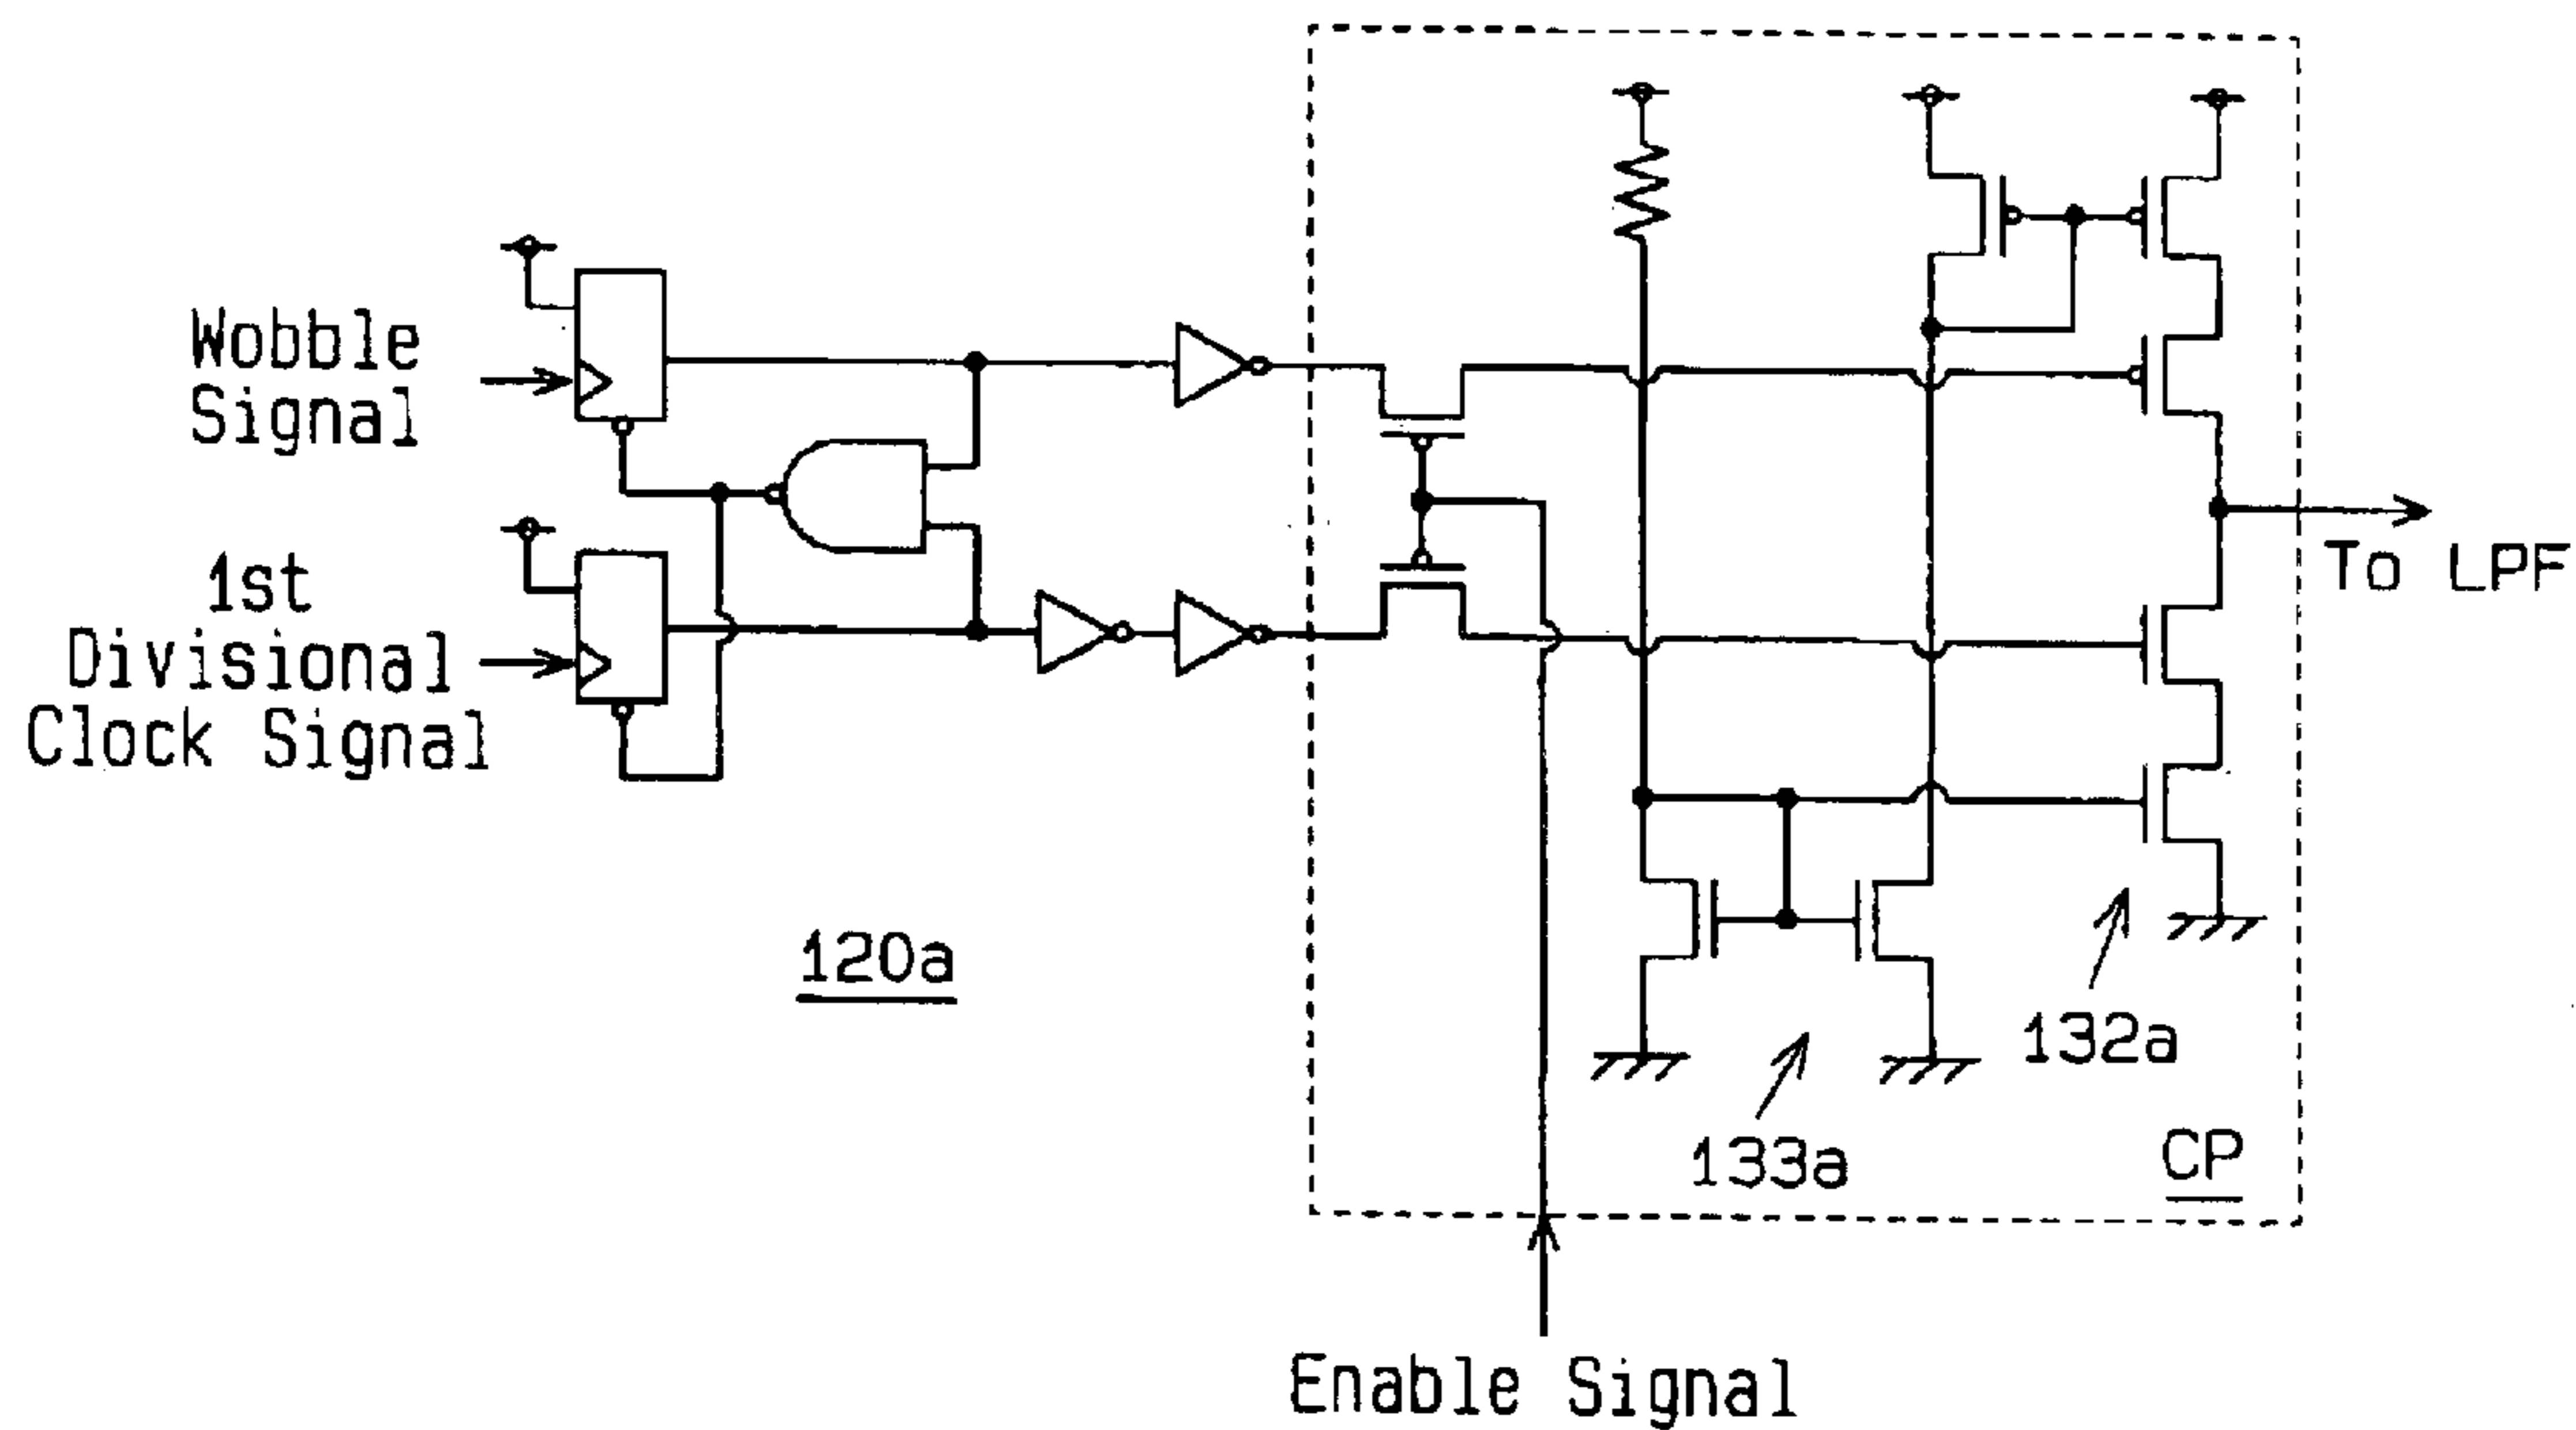 Wobble
Signal
1st
Divisional
Clock Signal
120a
To LPF
132a
133a
CP
Enable Signal